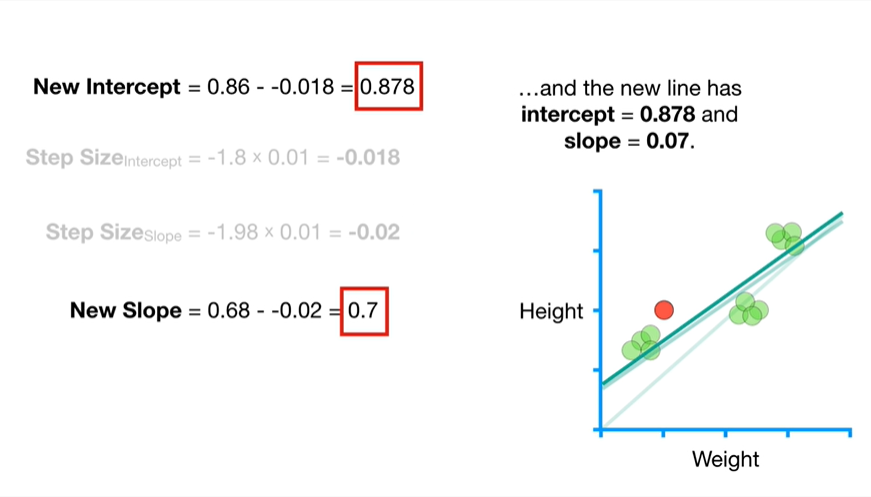 New Intercept = 0.86 - -0.018 = 0.878
Step SizeIntercept = -1.8 × 0.01 = -0.018
Step SizeSlope = -1.98 × 0.01 = -0.02
New Slope = 0.68 - -0.02 = 0.7
…and the new line has
intercept = 0.878 and
slope = 0.07.
Height
Weight